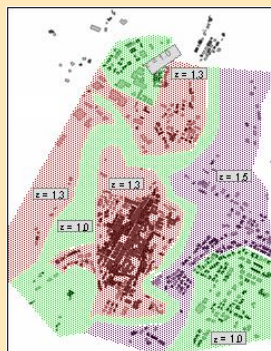 z = 1,3
z = 1,5
z = 1,3
z = 1,3
z = 1,0
z = 1,0